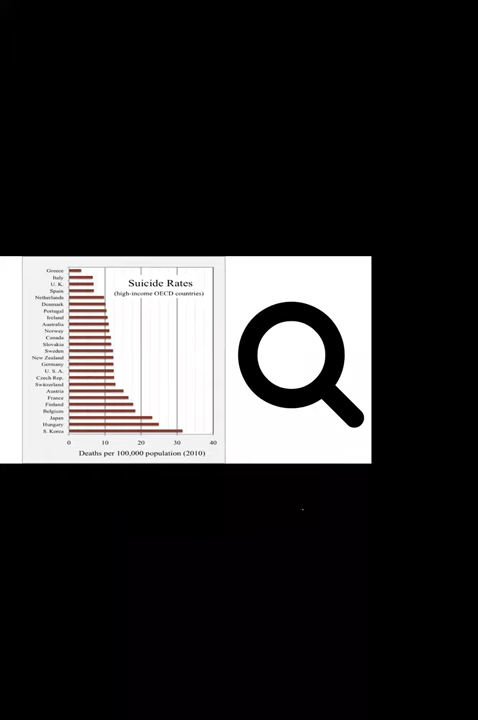 Suicide Rates
(high-income OECD countries)
Greece
Italy
U. K.
Spain
Netherlands
Denmark
Portugal
Ireland
Australia
Norway
Canada
Slovakia
Sweden
New Zealand
Germany
U. S. A.
Czech Rep.
Switzerland
Austria
France
Finland
Belgium
Japan
Hungary
S. Korea
0 10 20 30 40
Deaths per 100,000 population (2010)